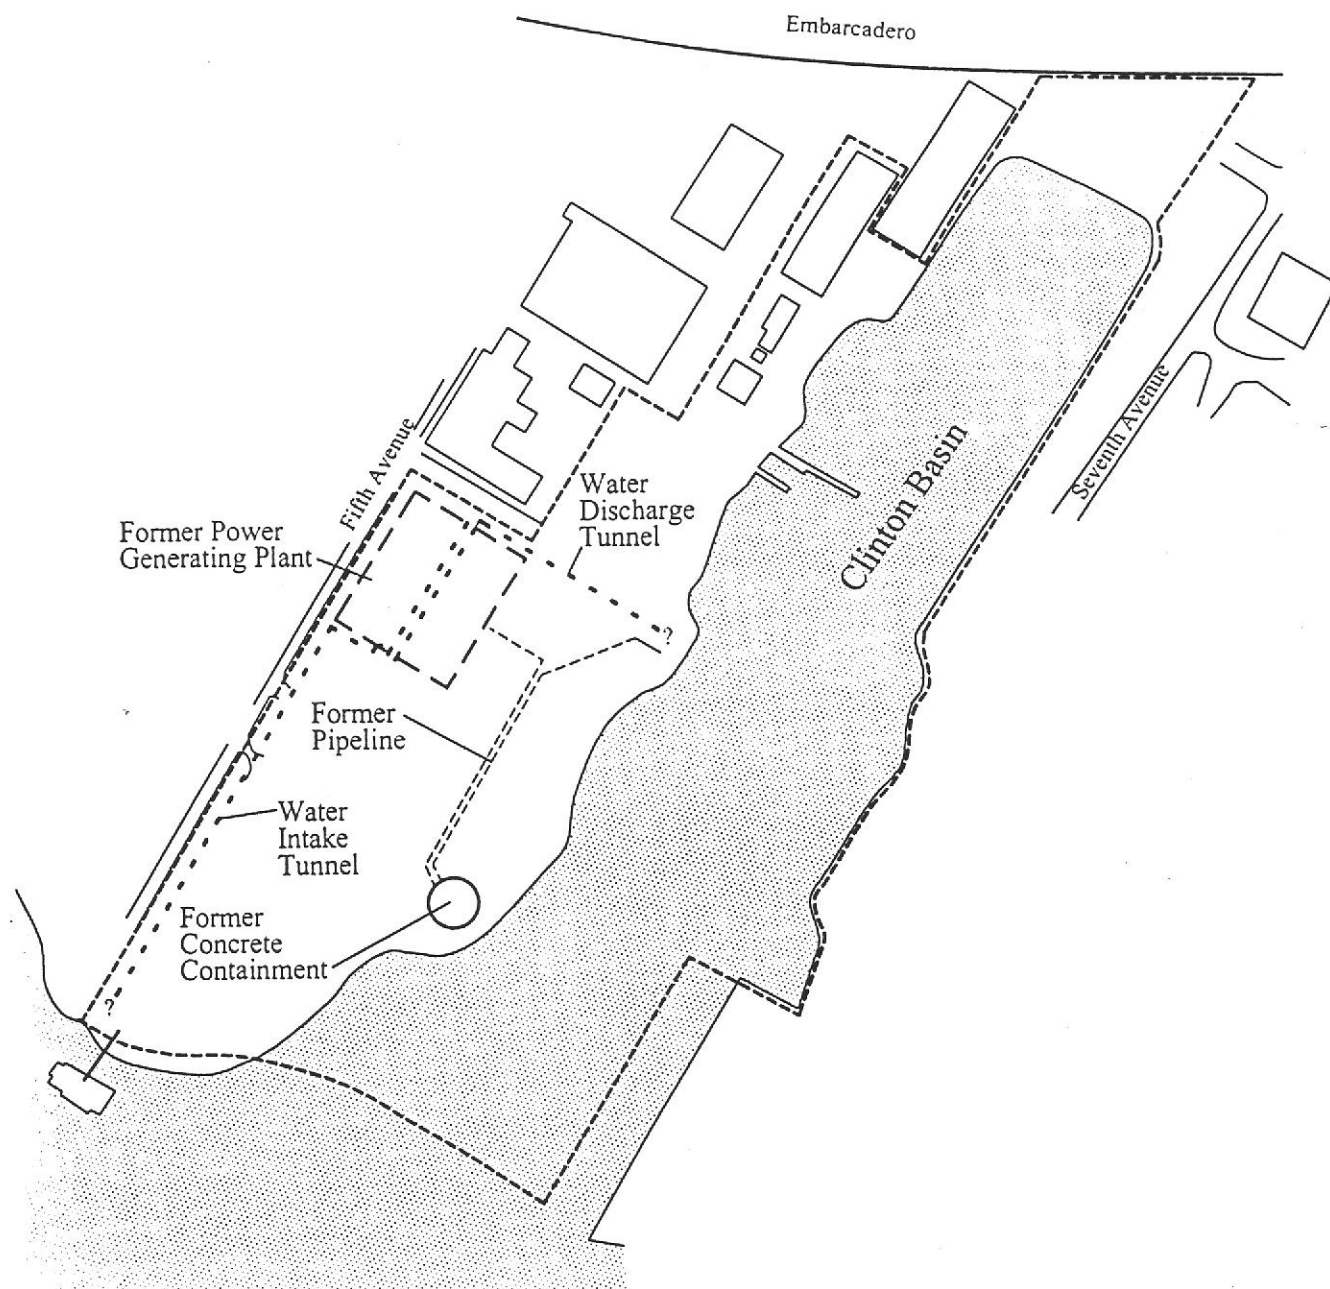 Embarcadero
Fifth Avenue
Water
Discharge
Tunnel
Clinton Basin
Seventh Avenue
Former Power
Generating Plant
?
Former
Pipeline
Water
Intake
Tunnel
Former
Concrete
Containment
?